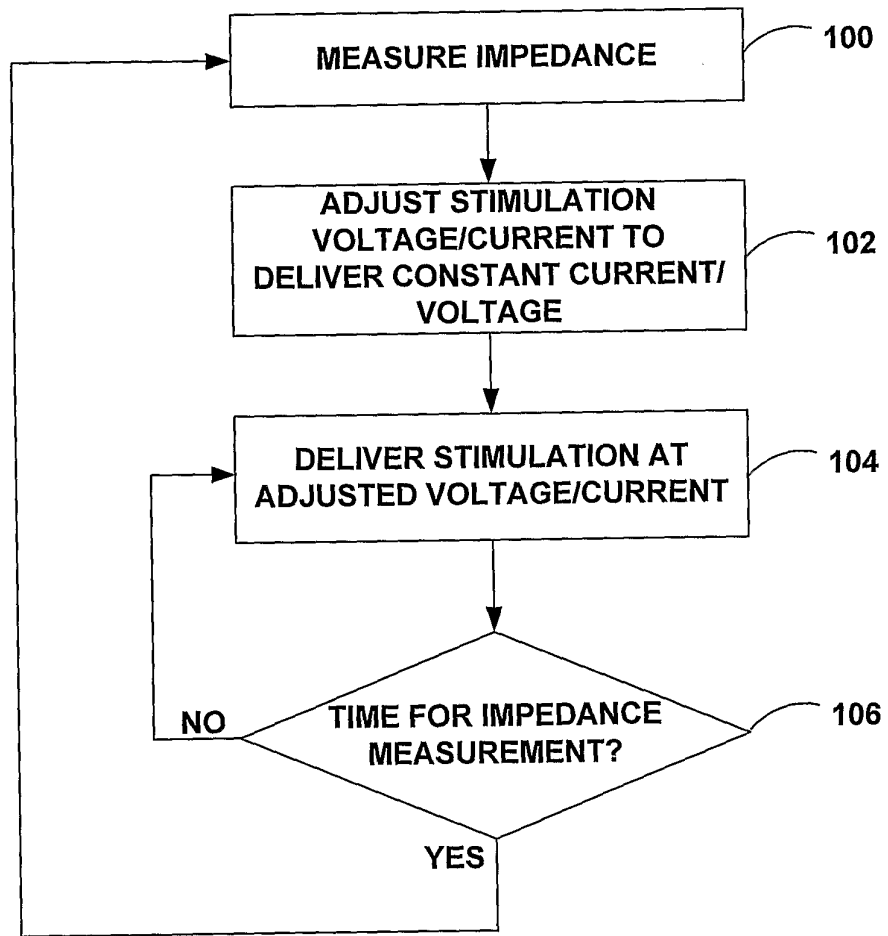 MEASURE IMPEDANCE
100
ADJUST STIMULATION
VOLTAGE/CURRENT TO
DELIVER CONSTANT CURRENT/
VOLTAGE
102
DELIVER STIMULATION AT
ADJUSTED VOLTAGE/CURRENT
104
TIME FOR IMPEDANCE
MEASUREMENT?
106
NO
YES